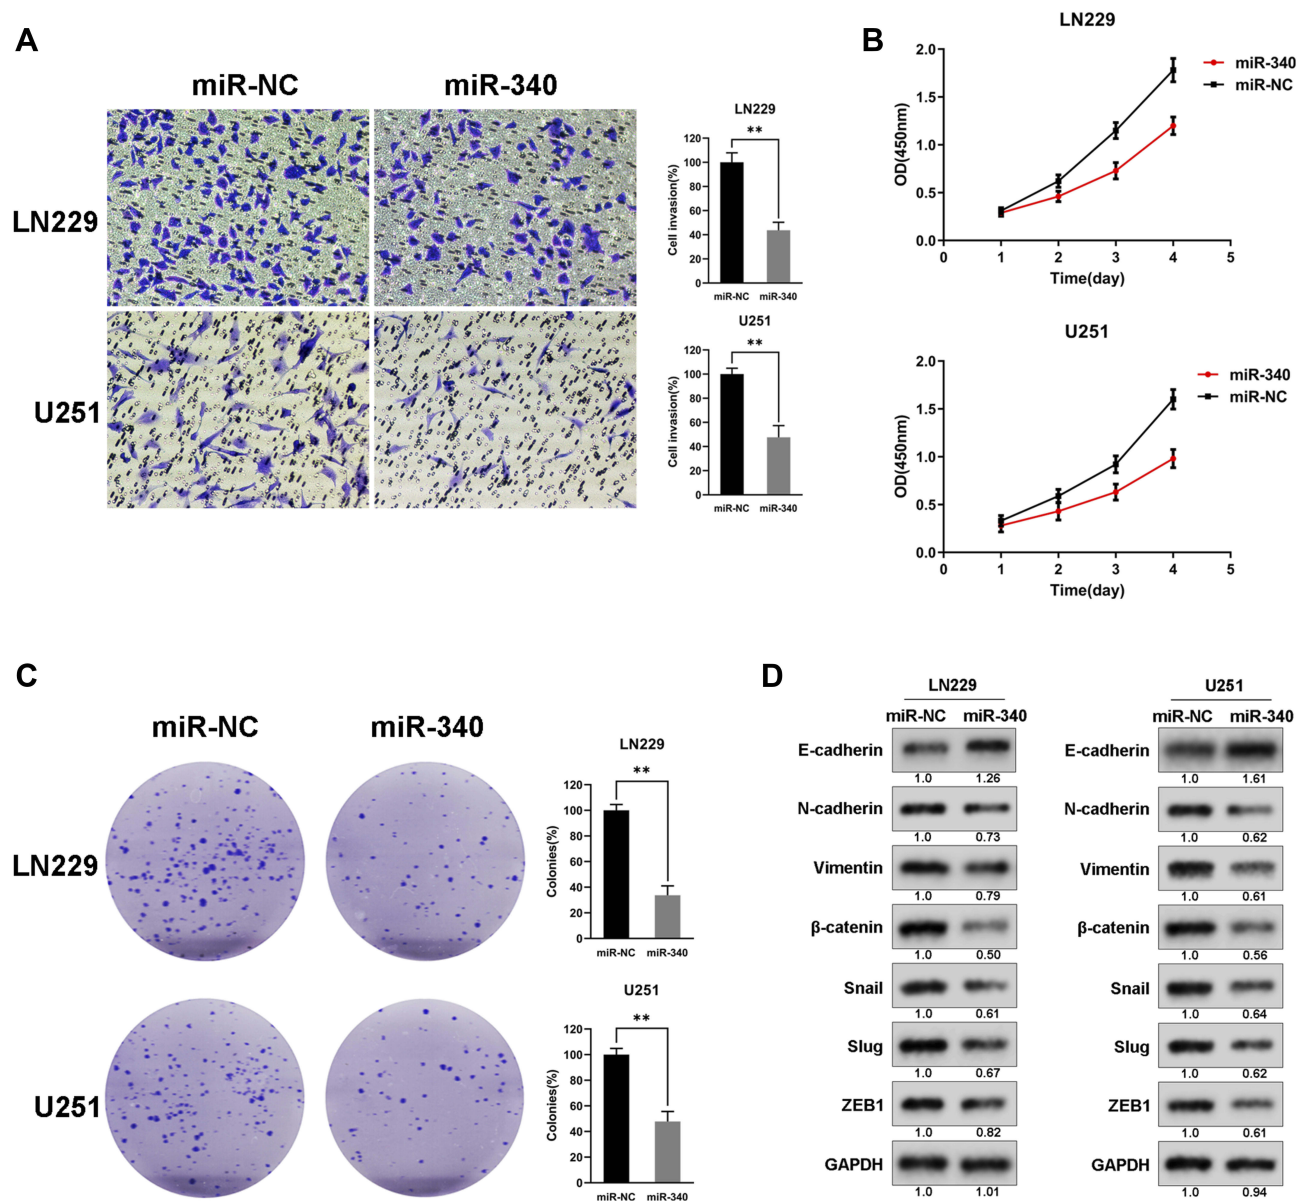 A
miR-NC
miR-340
LN229
U251
LN229
**
120
100
80
60
40
20
0
Cell invasion(%)
miR-NC miR-340
U251
**
120
100
80
60
40
20
0
Cell invasion(%)
miR-NC miR-340
B
LN229
2.0
1.5
1.0
0.5
0.0
OD(450nm)
0 1 2 3 4 5
Time(day)
miR-340
miR-NC
U251
2.0
1.5
1.0
0.5
0.0
OD(450nm)
0 1 2 3 4 5
Time(day)
miR-340
miR-NC
C
miR-NC
miR-340
LN229
U251
LN229
**
120
100
80
60
40
20
0
Colonies(%)
miR-NC miR-340
U251
**
120
100
80
60
40
20
0
Colonies(%)
miR-NC miR-340
D
LN229
miR-NC miR-340
E-cadherin
1.0 1.26
N-cadherin
1.0 0.73
Vimentin
1.0 0.79
β-catenin
1.0 0.50
Snail
1.0 0.61
Slug
1.0 0.67
ZEB1
1.0 0.82
GAPDH
1.0 1.01
U251
miR-NC miR-340
E-cadherin
1.0 1.61
N-cadherin
1.0 0.62
Vimentin
1.0 0.61
β-catenin
1.0 0.56
Snail
1.0 0.64
Slug
1.0 0.62
ZEB1
1.0 0.61
GAPDH
1.0 0.94